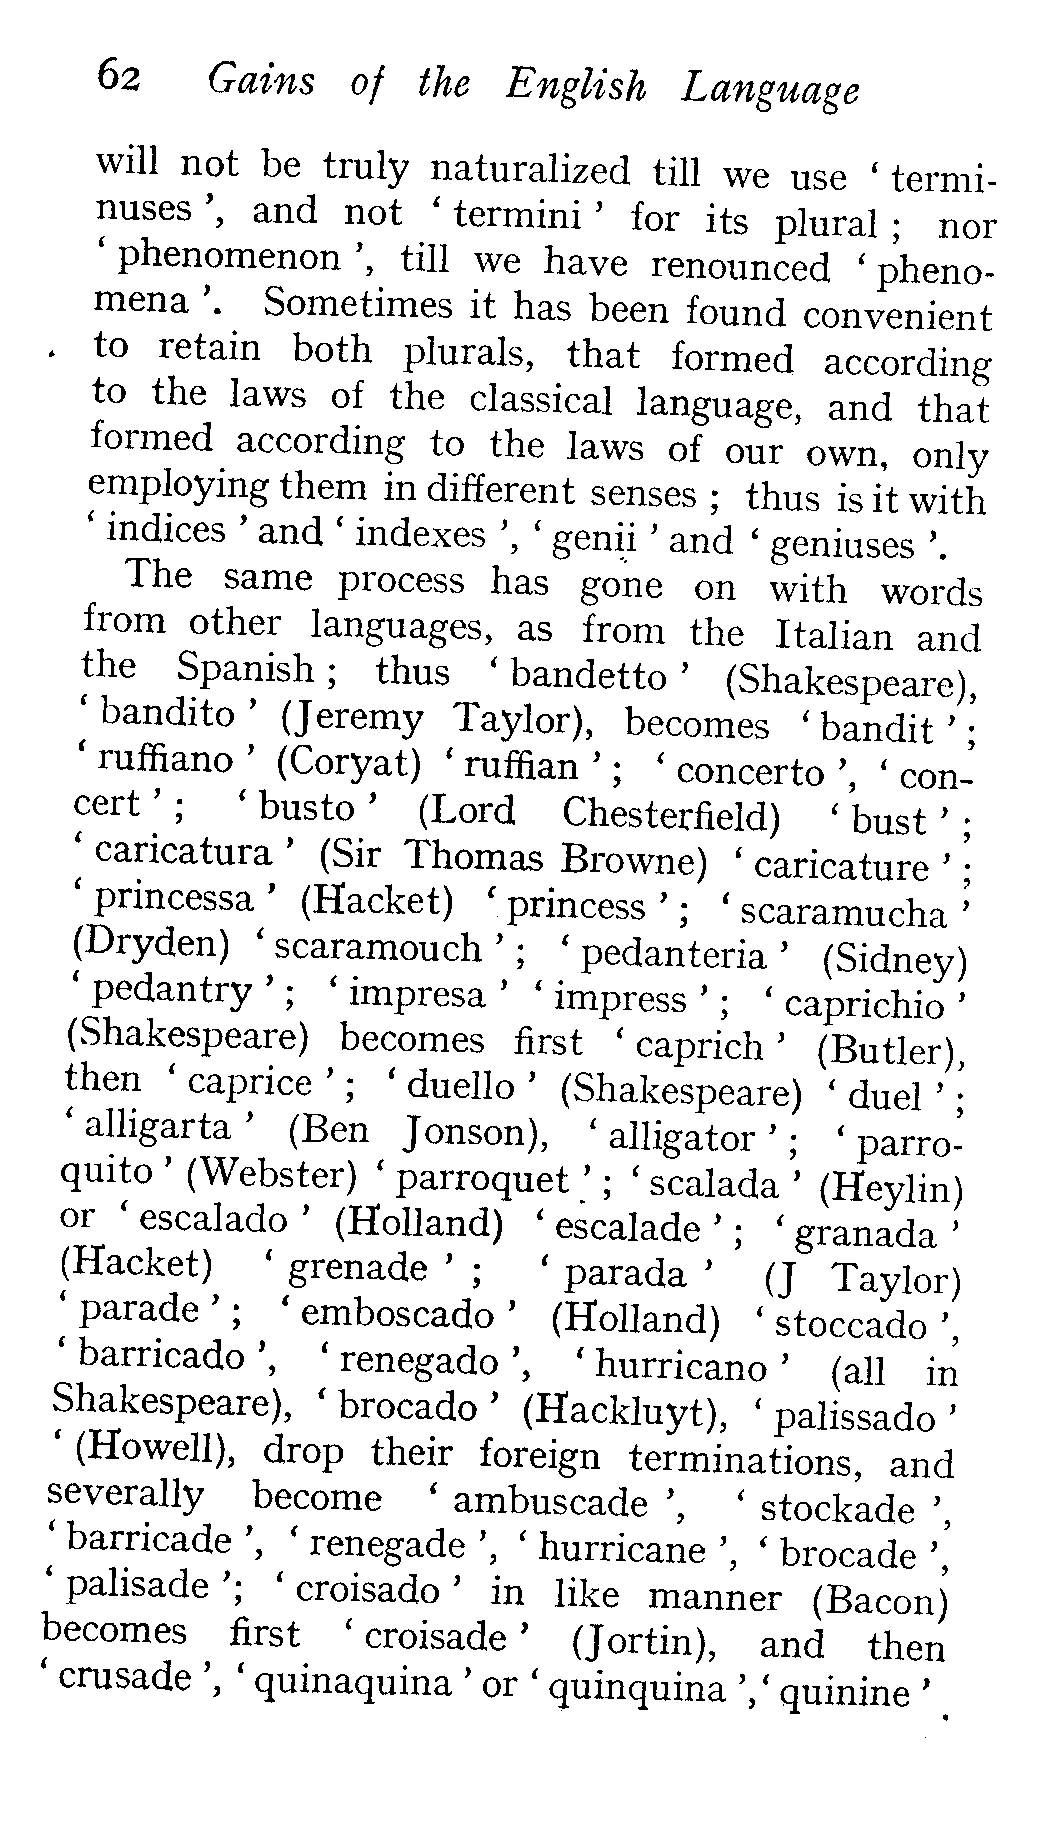 62 Gains of the English Language
will not be truly naturalized till we use ‘ termi-
nuses ’, and not ‘ termini ’ for its plural ; nor
‘ phenomenon ’, till we have renounced ‘ pheno-
mena ’. Sometimes it has been found convenient
to retain both plurals, that formed according
to the laws of the classical language, and that
formed according to the laws of our own, only
employing them in different senses ; thus is it with
‘ indices ’ and ‘ indexes ’, ‘ genii ’ and ‘ geniuses ’.
The same process has gone on with words
from other languages, as from the Italian and
the Spanish ; thus ‘ bandetto ’ (Shakespeare),
‘ bandito ’ (Jeremy Taylor), becomes ‘ bandit ’ ;
‘ ruffiano ’ (Coryat) ‘ ruffian ’ ; ‘ concerto ’, ‘ con-
cert ’ ; ‘ busto ’ (Lord Chesterfield) ‘ bust ’ ;
‘ caricatura ’ (Sir Thomas Browne) ‘ caricature ’ ;
‘ princessa ’ (Hacket) ‘ princess ’ ; ‘ scaramucha ’
(Dryden) ‘ scaramouch ’ ; ‘ pedanteria ’ (Sidney)
‘ pedantry ’ ; ‘ impresa ’ ‘ impress ’ ; ‘ caprichio ’
(Shakespeare) becomes first ‘ caprich ’ (Butler),
then ‘ caprice ’ ; ‘ duello ’ (Shakespeare) ‘ duel ’ ;
‘ alligarta ’ (Ben Jonson), ‘ alligator ’ ; ‘ parro-
quito ’ (Webster) ‘ parroquet ’ ; ‘ scalada ’ (Heylin)
or ‘ escalado ’ (Holland) ‘ escalade ’ ; ‘ granada ’
(Hacket) ‘ grenade ’ ; ‘ parada ’ (J Taylor)
‘ parade ’ ; ‘ emboscado ’ (Holland) ‘ stoccado ’,
‘ barricado ’, ‘ renegado ’, ‘ hurricano ’ (all in
Shakespeare), ‘ brocado ’ (Hackluyt), ‘ palissado ’
‘ (Howell), drop their foreign terminations, and
severally become ‘ ambuscade ’, ‘ stockade ’,
‘ barricade ’, ‘ renegade ’, ‘ hurricane ’, ‘ brocade ’,
‘ palisade ’; ‘ croisado ’ in like manner (Bacon)
becomes first ‘ croisade ’ (Jortin), and then
‘ crusade ’, ‘ quinaquina ’ or ‘ quinquina ’, ‘ quinine ’.